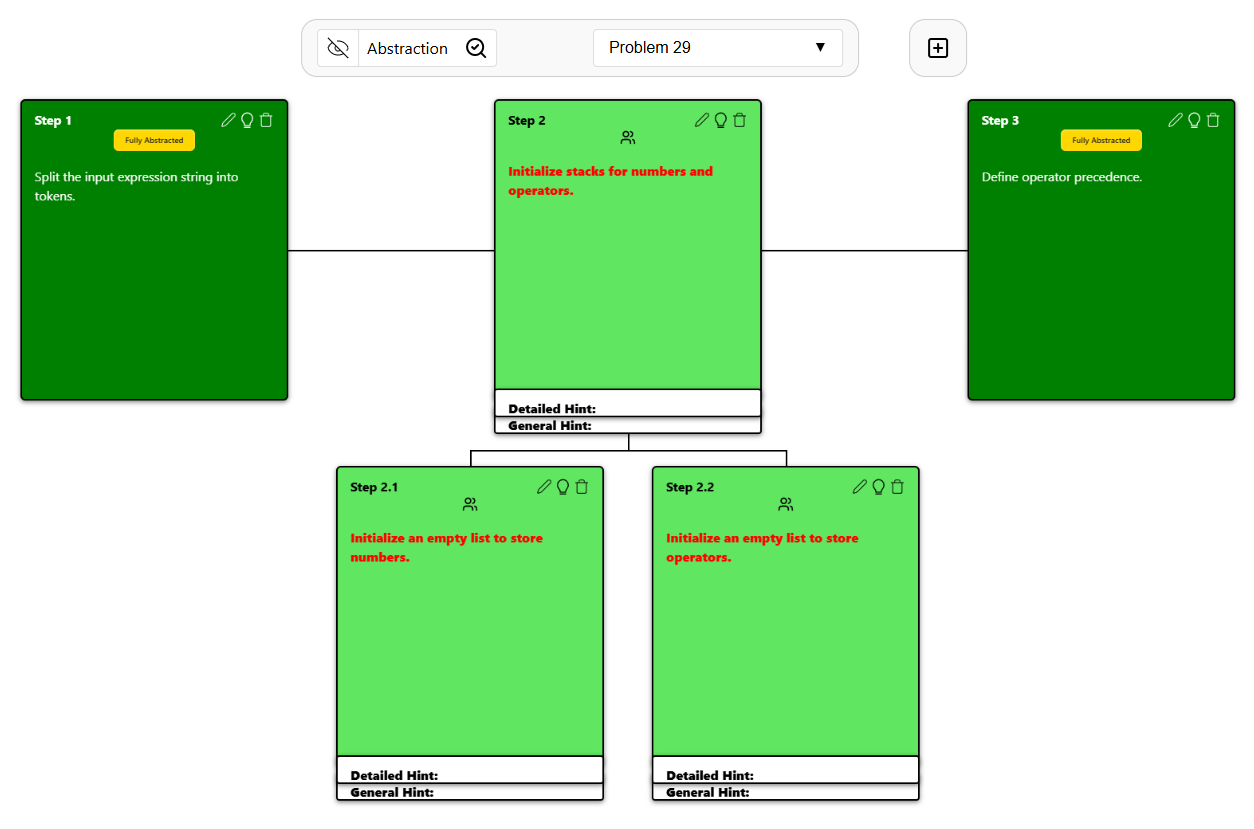 Abstraction
Problem 29
Step 1
Fully Abstracted
Split the input expression string into
tokens.
Step 2
Initialize stacks for numbers and
operators.
Detailed Hint:
General Hint:
Step 3
Fully Abstracted
Define operator precedence.
Step 2.1
Initialize an empty list to store
numbers.
Detailed Hint:
General Hint:
Step 2.2
Initialize an empty list to store
operators.
Detailed Hint:
General Hint: